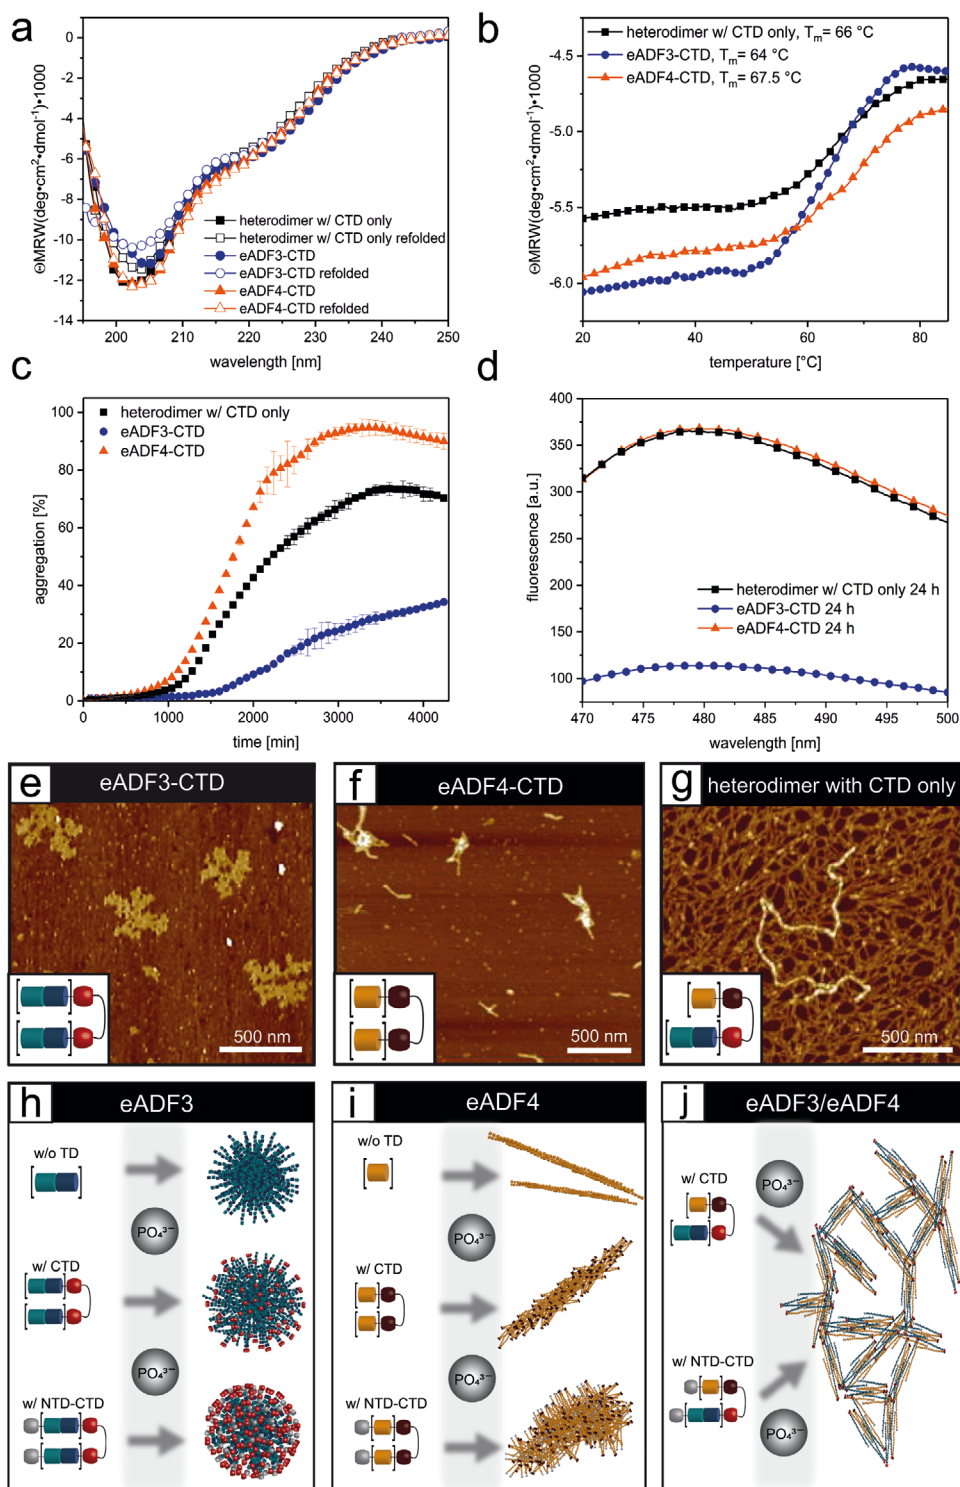 a
ΘMRW(deg•cm²•dmol⁻¹)•1000
0
-2
-4
-6
-8
-10
-12
-14
200
210
220
230
240
250
wavelength [nm]
heterodimer w/ CTD only
heterodimer w/ CTD only refolded
eADF3-CTD
eADF3-CTD refolded
eADF4-CTD
eADF4-CTD refolded
b
ΘMRW(deg•cm²•dmol⁻¹)•1000
-4.5
-5.0
-5.5
-6.0
20
40
60
80
temperature [°C]
heterodimer w/ CTD only, Tm= 66 °C
eADF3-CTD, Tm= 64 °C
eADF4-CTD, Tm= 67.5 °C
c
aggregation [%]
100
80
60
40
20
0
0
1000
2000
3000
4000
time [min]
heterodimer w/ CTD only
eADF3-CTD
eADF4-CTD
d
fluorescence [a.u.]
400
350
300
250
200
150
100
470
475
480
485
490
495
500
wavelength [nm]
heterodimer w/ CTD only 24 h
eADF3-CTD 24 h
eADF4-CTD 24 h
e
eADF3-CTD
500 nm
f
eADF4-CTD
500 nm
g
heterodimer with CTD only
500 nm
h
eADF3
w/o TD
PO₄³⁻
w/ CTD
PO₄³⁻
w/ NTD-CTD
i
eADF4
w/o TD
PO₄³⁻
w/ CTD
PO₄³⁻
w/ NTD-CTD
j
eADF3/eADF4
w/ CTD
PO₄³⁻
w/ NTD-CTD
PO₄³⁻